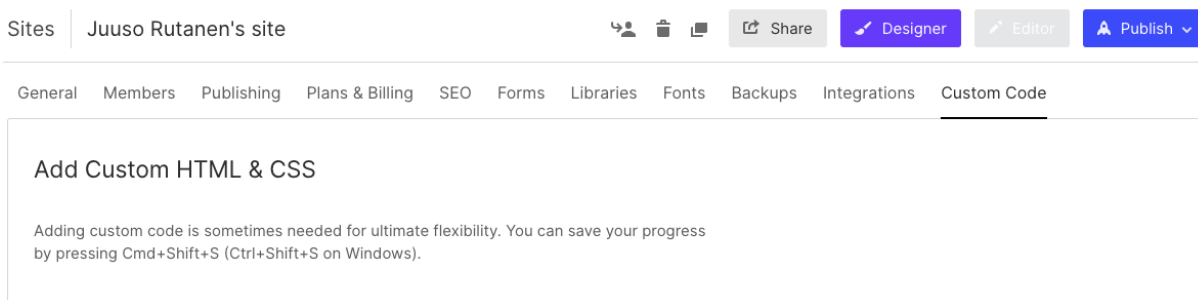 Sites Juuso Rutanen's site Share Designer Editor Publish
General Members Publishing Plans & Billing SEO Forms Libraries Fonts Backups Integrations Custom Code
Add Custom HTML & CSS
Adding custom code is sometimes needed for ultimate flexibility. You can save your progress
by pressing Cmd+Shift+S (Ctrl+Shift+S on Windows).